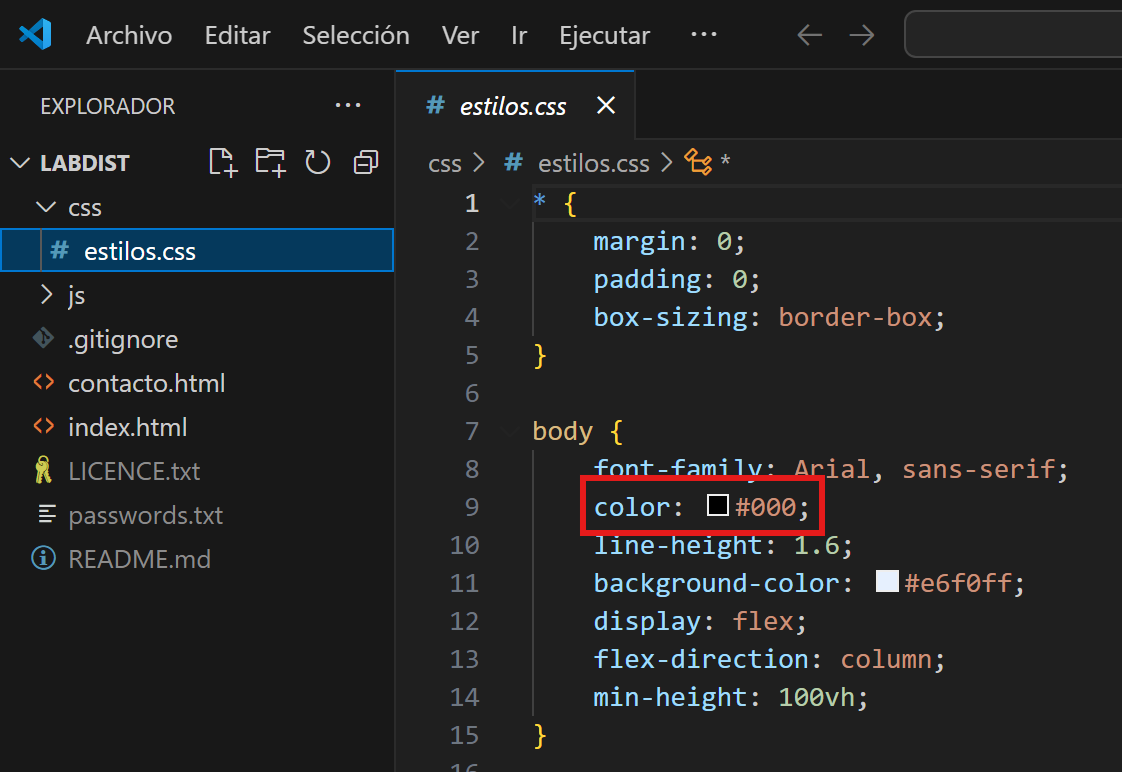 Archivo Editar Selección Ver Ir Ejecutar ···
EXPLORADOR ···
LABDIST
css
estilos.css
js
.gitignore
contacto.html
index.html
LICENCE.txt
passwords.txt
README.md
# estilos.css
css > # estilos.css > *
1 * {
2 margin: 0;
3 padding: 0;
4 box-sizing: border-box;
5 }
6
7 body {
8 font-family: Arial, sans-serif;
9 color: #000;
10 line-height: 1.6;
11 background-color: #e6f0ff;
12 display: flex;
13 flex-direction: column;
14 min-height: 100vh;
15 }
16